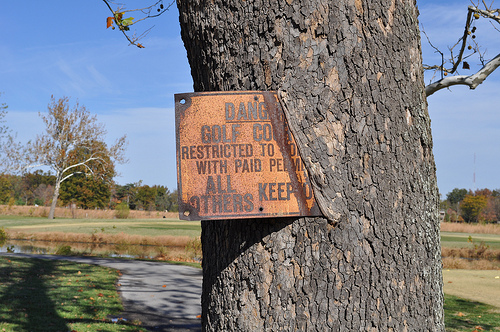 DANG
GOLF CO
RESTRICTED TO
WITH PAID PE
ALL
OTHERS KEEP